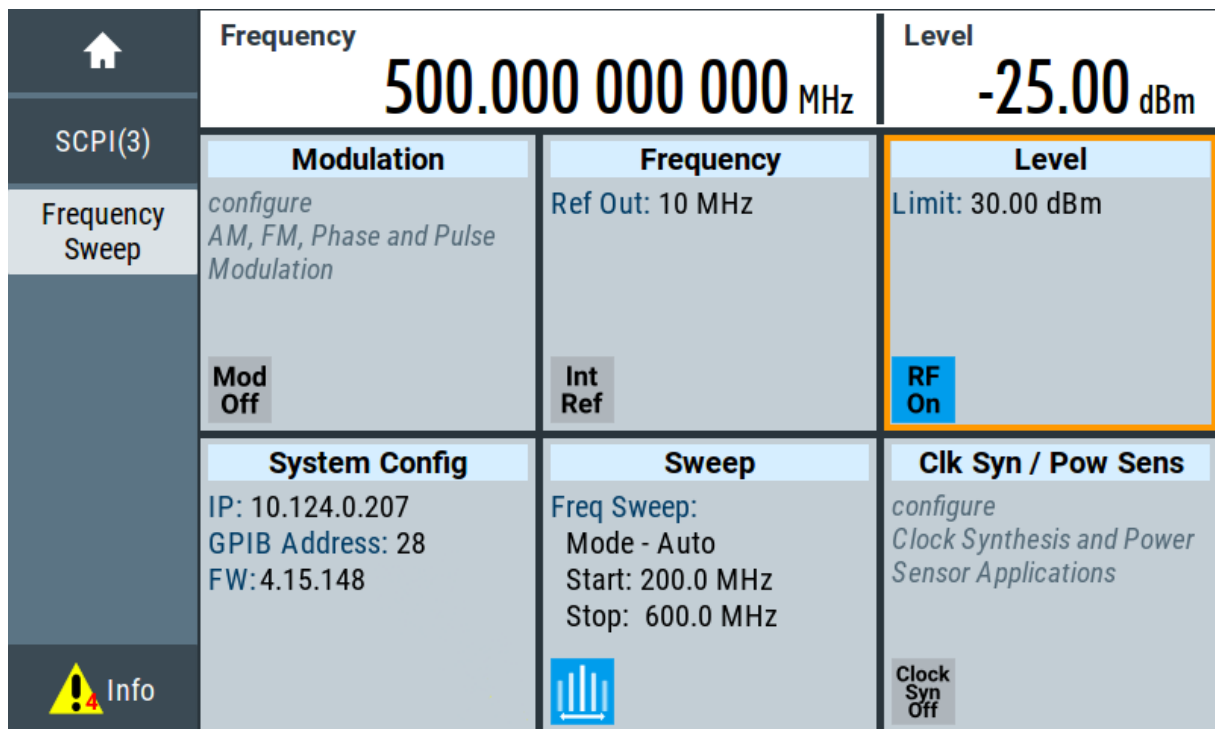 Frequency
500.000 000 000 MHz
Level
-25.00 dBm
SCPI(3)
Frequency
Sweep
Modulation
configure
AM, FM, Phase and Pulse
Modulation
Mod
Off
Frequency
Ref Out: 10 MHz
Int
Ref
Level
Limit: 30.00 dBm
RF
On
System Config
IP: 10.124.0.207
GPIB Address: 28
FW: 4.15.148
Sweep
Freq Sweep:
Mode - Auto
Start: 200.0 MHz
Stop: 600.0 MHz
Clk Syn / Pow Sens
configure
Clock Synthesis and Power
Sensor Applications
Clock
Syn
Off
4 Info